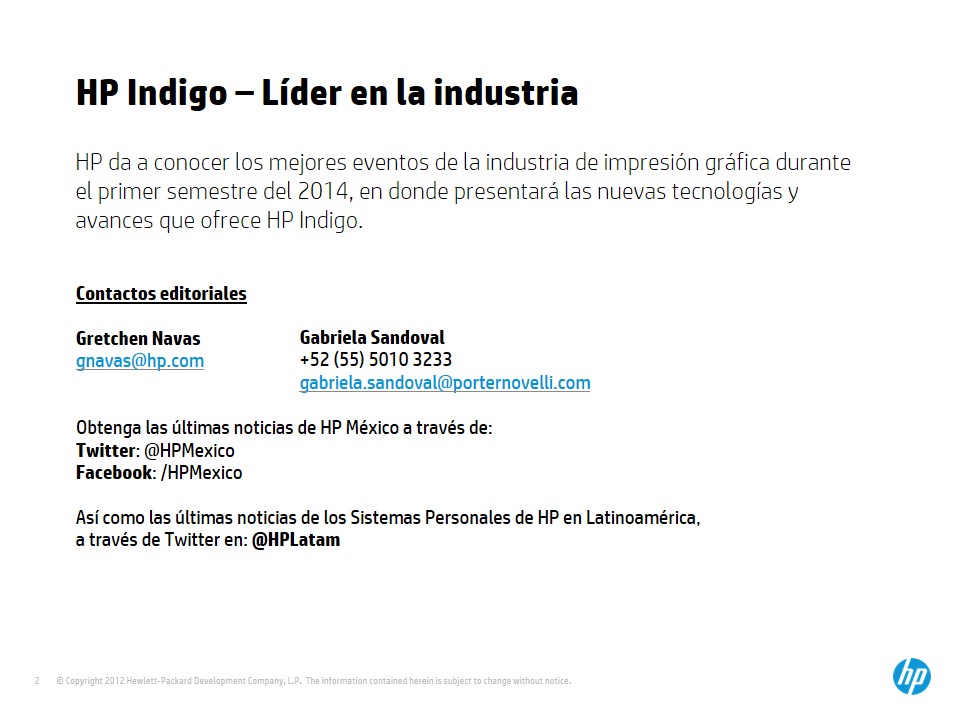 HP Indigo – Líder en la industria
HP da a conocer los mejores eventos de la industria de impresión gráfica durante
el primer semestre del 2014, en donde presentará las nuevas tecnologías y
avances que ofrece HP Indigo.
Contactos editoriales
Gretchen Navas
gnavas@hp.com
Gabriela Sandoval
+52 (55) 5010 3233
gabriela.sandoval@porternovelli.com
Obtenga las últimas noticias de HP México a través de:
Twitter: @HPMexico
Facebook: /HPMexico
Así como las últimas noticias de los Sistemas Personales de HP en Latinoamérica,
a través de Twitter en: @HPLatam
2 © Copyright 2012 Hewlett-Packard Development Company, L.P. The information contained herein is subject to change without notice.
hp